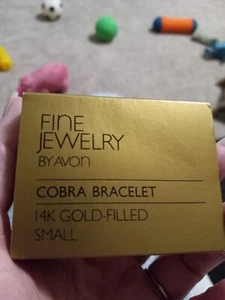 FINE
JEWELRY
BY AVON
COBRA BRACELET
14K GOLD-FILLED
SMALL